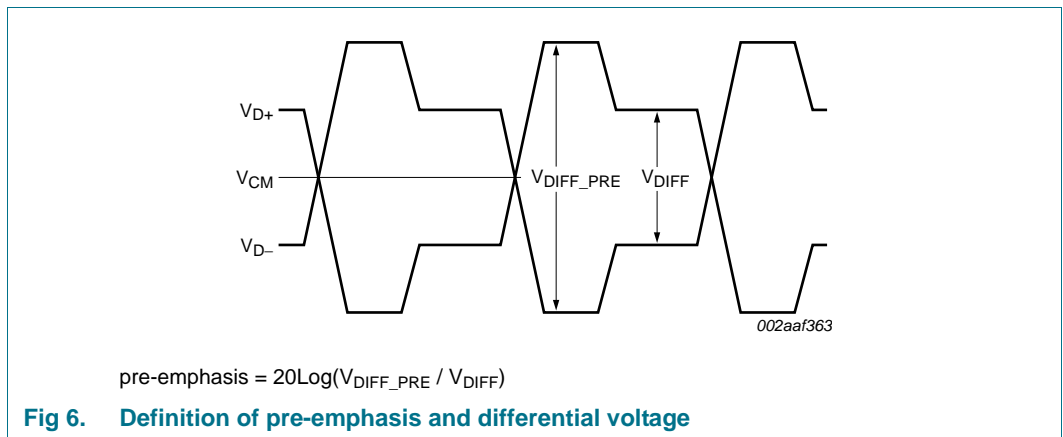 V_D+
V_CM
V_DIFF_PRE V_DIFF
V_D−
002aaf363
pre-emphasis = 20Log(V_DIFF_PRE / V_DIFF)
Fig 6. Definition of pre-emphasis and differential voltage